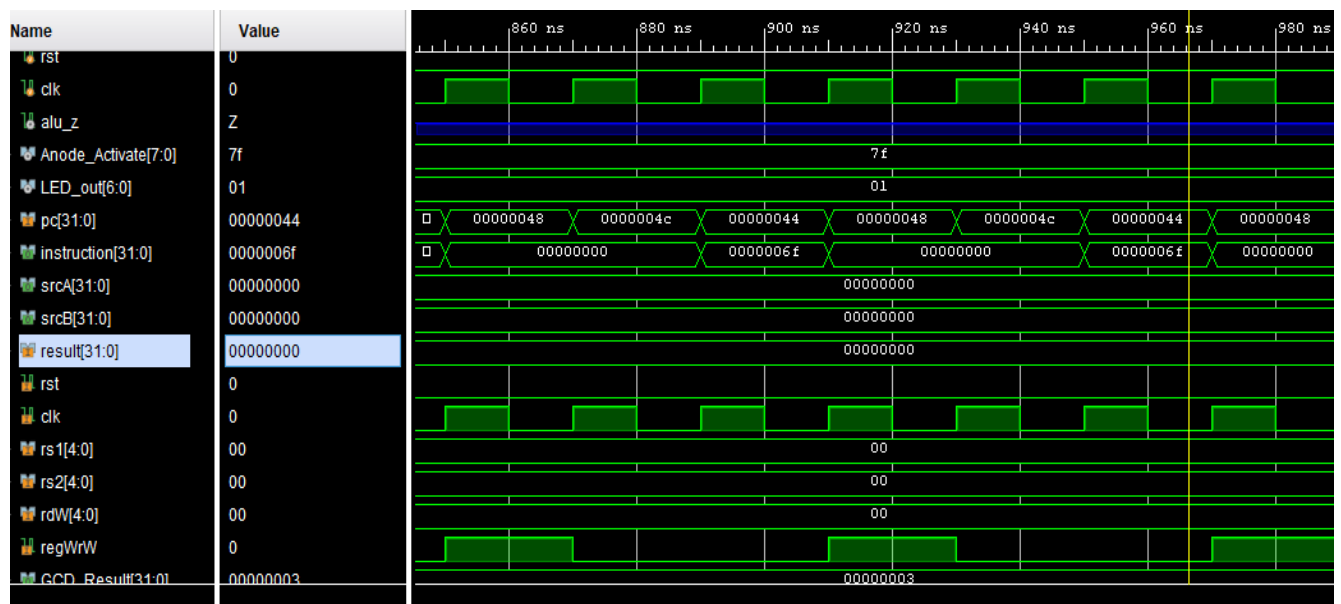 Name Value 860 ns 880 ns 900 ns 920 ns 940 ns 960 ns 980 ns
rst 0
clk 0
alu_z Z
Anode_Activate[7:0] 7f 7f
LED_out[6:0] 01 01
pc[31:0] 00000044 00000048 0000004c 00000044 00000048 0000004c 00000044 00000048
instruction[31:0] 0000006f 00000000 0000006f 00000000 0000006f 00000000
srcA[31:0] 00000000 00000000
srcB[31:0] 00000000 00000000
result[31:0] 00000000 00000000
rst 0
clk 0
rs1[4:0] 00 00
rs2[4:0] 00 00
rdW[4:0] 00 00
regWrW 0
GCD_Result[31:0] 00000003 00000003